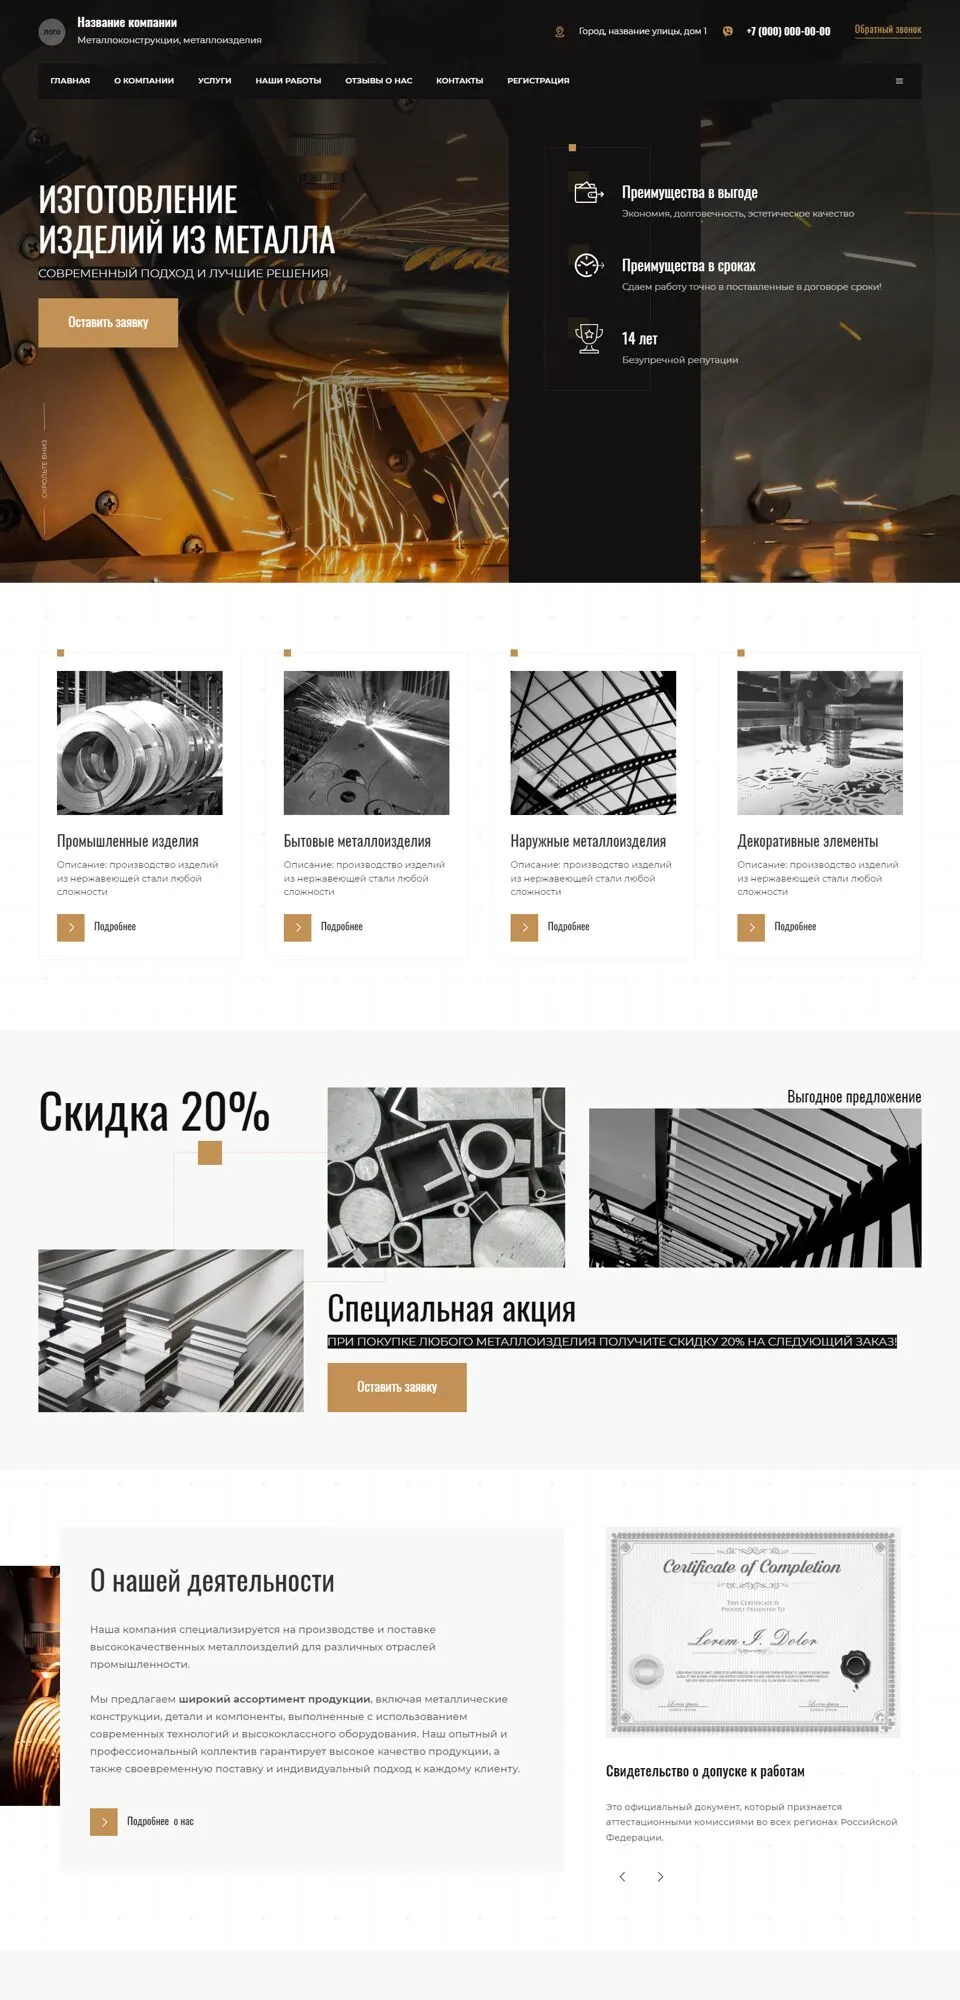 ЛОГО
Название компании
Металлоконструкции, металлоизделия
Город, название улицы, дом 1
+7 (000) 000-00-00
Обратный звонок
ГЛАВНАЯ
О КОМПАНИИ
УСЛУГИ
НАШИ РАБОТЫ
ОТЗЫВЫ О НАС
КОНТАКТЫ
РЕГИСТРАЦИЯ
ИЗГОТОВЛЕНИЕ
ИЗДЕЛИЙ ИЗ МЕТАЛЛА
СОВРЕМЕННЫЙ ПОДХОД И ЛУЧШИЕ РЕШЕНИЯ
Оставить заявку
СКРОЛЬТЕ ВНИЗ
Преимущества в выгоде
Экономия, долговечность, эстетическое качество
Преимущества в сроках
Сдаем работу точно в поставленные в договоре сроки!
14 лет
Безупречной репутации
Промышленные изделия
Описание: производство изделий
из нержавеющей стали любой
сложности
Подробнее
Бытовые металлоизделия
Описание: производство изделий
из нержавеющей стали любой
сложности
Подробнее
Наружные металлоизделия
Описание: производство изделий
из нержавеющей стали любой
сложности
Подробнее
Декоративные элементы
Описание: производство изделий
из нержавеющей стали любой
сложности
Подробнее
Скидка 20%
Выгодное предложение
Специальная акция
ПРИ ПОКУПКЕ ЛЮБОГО МЕТАЛЛОИЗДЕЛИЯ ПОЛУЧИТЕ СКИДКУ 20% НА СЛЕДУЮЩИЙ ЗАКАЗ!
Оставить заявку
О нашей деятельности
Наша компания специализируется на производстве и поставке
высококачественных металлоизделий для различных отраслей
промышленности.
Мы предлагаем широкий ассортимент продукции, включая металлические
конструкции, детали и компоненты, выполненные с использованием
современных технологий и высококлассного оборудования. Наш опытный и
профессиональный коллектив гарантирует высокое качество продукции, а
также своевременную поставку и индивидуальный подход к каждому клиенту.
Подробнее о нас
Certificate of Completion
THIS CERTIFICATE IS
PROUDLY PRESENTED TO
Lorem I. Dolor
Свидетельство о допуске к работам
Это официальный документ, который признается
аттестационными комиссиями во всех регионах Российской
Федерации.